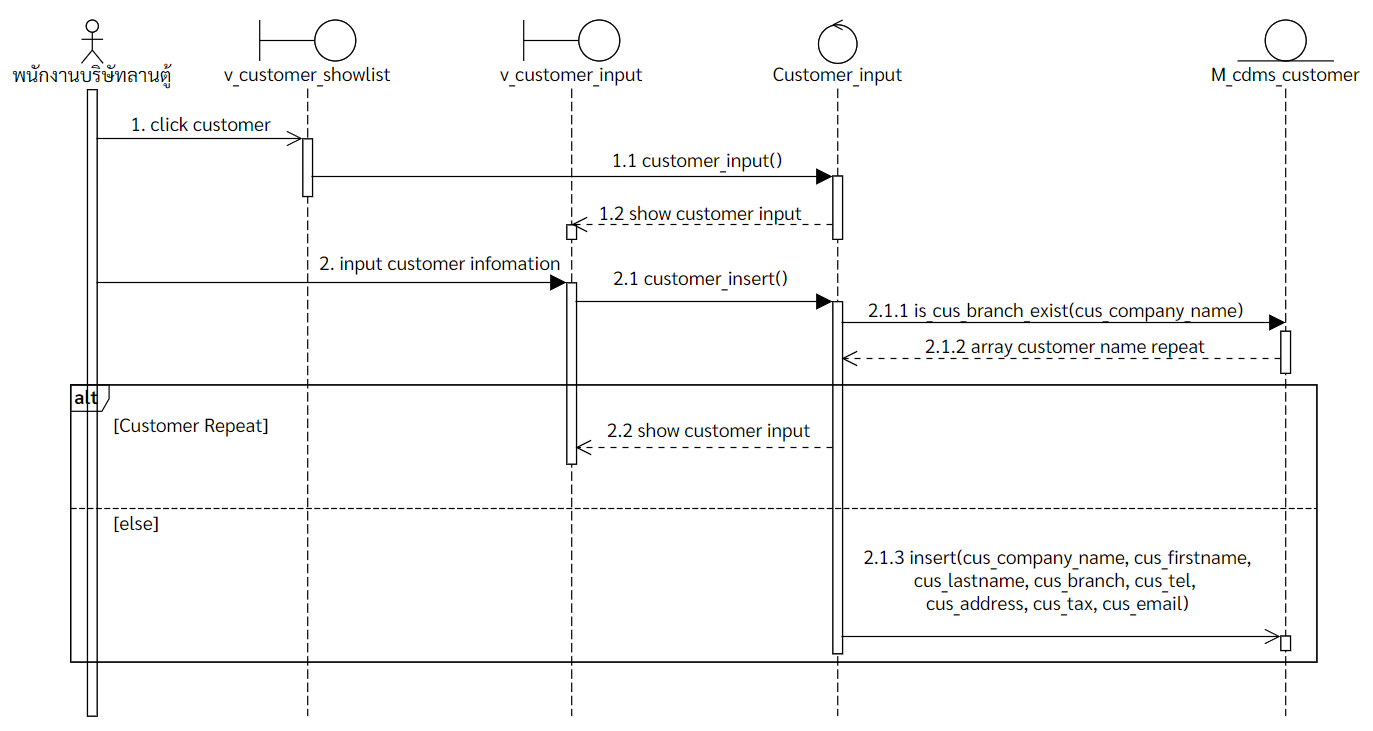 พนักงานบริษัทลานตู้
v_customer_showlist
v_customer_input
Customer_input
M_cdms_customer
1. click customer
1.1 customer_input()
1.2 show customer input
2. input customer infomation
2.1 customer_insert()
2.1.1 is_cus_branch_exist(cus_company_name)
2.1.2 array customer name repeat
alt
[Customer Repeat]
2.2 show customer input
[else]
2.1.3 insert(cus_company_name, cus_firstname,
cus_lastname, cus_branch, cus_tel,
cus_address, cus_tax, cus_email)